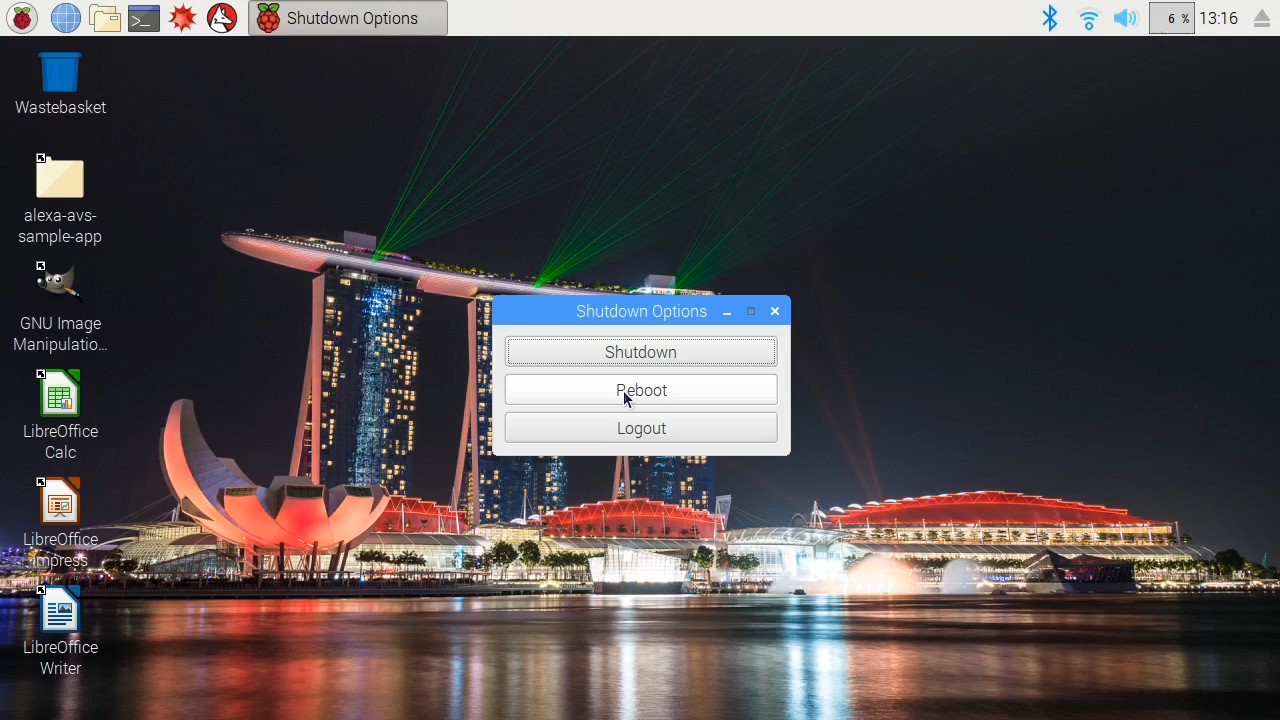 Shutdown Options
6 %
13:16
Wastebasket
alexa-avs-
sample-app
GNU Image
Manipulatio...
LibreOffice
Calc
LibreOffice
Impress
LibreOffice
Writer
Shutdown Options
Shutdown
Reboot
Logout